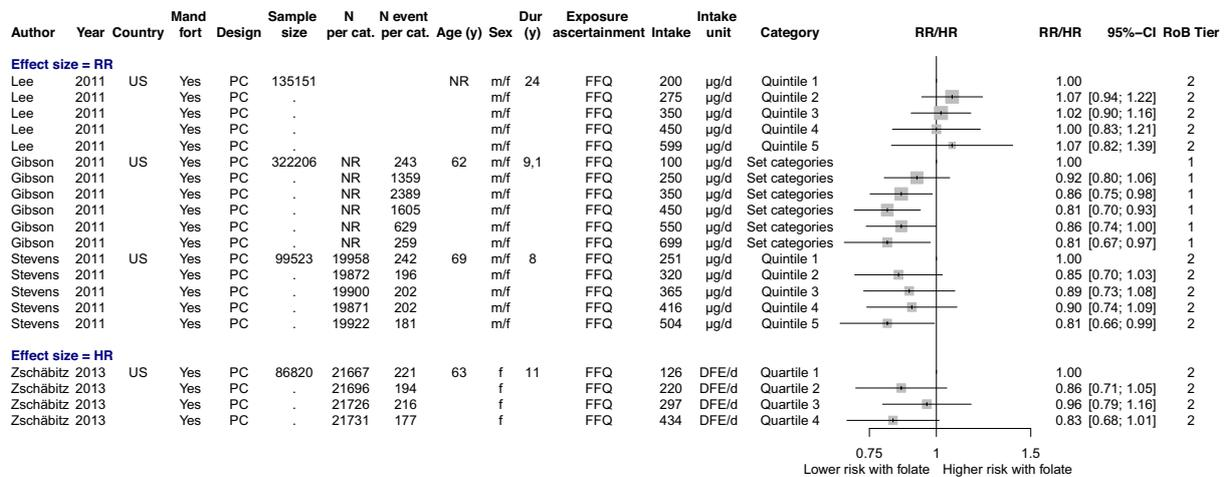 Author Year Country Mand fort Design Sample size N per cat. N event per cat. Age (y) Sex Dur (y) Exposure ascertainment Intake Intake unit Category RR/HR RR/HR 95%−CI RoB Tier
Effect size = RR
Lee 2011 US Yes PC 135151 NR m/f 24 FFQ 200 µg/d Quintile 1 1.00 2
Lee 2011 Yes PC . m/f FFQ 275 µg/d Quintile 2 1.07 [0.94; 1.22] 2
Lee 2011 Yes PC . m/f FFQ 350 µg/d Quintile 3 1.02 [0.90; 1.16] 2
Lee 2011 Yes PC . m/f FFQ 450 µg/d Quintile 4 1.00 [0.83; 1.21] 2
Lee 2011 Yes PC . m/f FFQ 599 µg/d Quintile 5 1.07 [0.82; 1.39] 2
Gibson 2011 US Yes PC 322206 NR 243 62 m/f 9,1 FFQ 100 µg/d Set categories 1.00 1
Gibson 2011 Yes PC . NR 1359 m/f FFQ 250 µg/d Set categories 0.92 [0.80; 1.06] 1
Gibson 2011 Yes PC . NR 2389 m/f FFQ 350 µg/d Set categories 0.86 [0.75; 0.98] 1
Gibson 2011 Yes PC . NR 1605 m/f FFQ 450 µg/d Set categories 0.81 [0.70; 0.93] 1
Gibson 2011 Yes PC . NR 629 m/f FFQ 550 µg/d Set categories 0.86 [0.74; 1.00] 1
Gibson 2011 Yes PC . NR 259 m/f FFQ 699 µg/d Set categories 0.81 [0.67; 0.97] 1
Stevens 2011 US Yes PC 99523 19958 242 69 m/f 8 FFQ 251 µg/d Quintile 1 1.00 2
Stevens 2011 Yes PC . 19872 196 m/f FFQ 320 µg/d Quintile 2 0.85 [0.70; 1.03] 2
Stevens 2011 Yes PC . 19900 202 m/f FFQ 365 µg/d Quintile 3 0.89 [0.73; 1.08] 2
Stevens 2011 Yes PC . 19871 202 m/f FFQ 416 µg/d Quintile 4 0.90 [0.74; 1.09] 2
Stevens 2011 Yes PC . 19922 181 m/f FFQ 504 µg/d Quintile 5 0.81 [0.66; 0.99] 2
Effect size = HR
Zschäbitz 2013 US Yes PC 86820 21667 221 63 f 11 FFQ 126 DFE/d Quartile 1 1.00 2
Zschäbitz 2013 Yes PC . 21696 194 f FFQ 220 DFE/d Quartile 2 0.86 [0.71; 1.05] 2
Zschäbitz 2013 Yes PC . 21726 216 f FFQ 297 DFE/d Quartile 3 0.96 [0.79; 1.16] 2
Zschäbitz 2013 Yes PC . 21731 177 f FFQ 434 DFE/d Quartile 4 0.83 [0.68; 1.01] 2
0.75 1 1.5
Lower risk with folate Higher risk with folate